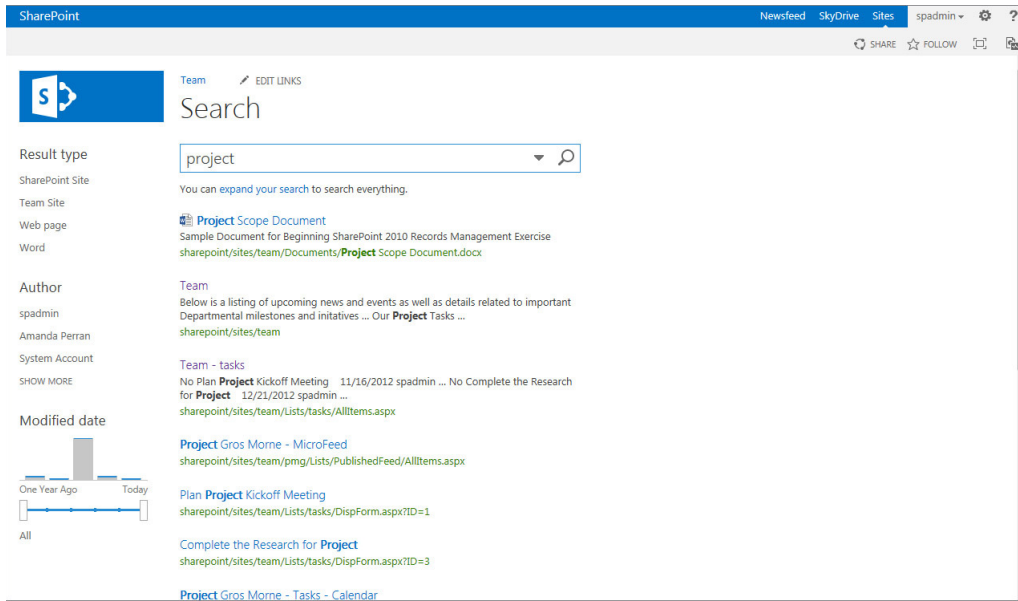 SharePoint
Newsfeed SkyDrive Sites spadmin ?
SHARE FOLLOW
S
Team EDIT LINKS
Search
project
You can expand your search to search everything.
Result type
SharePoint Site
Team Site
Web page
Word
Author
spadmin
Amanda Perran
System Account
SHOW MORE
Modified date
One Year Ago Today
All
Project Scope Document
Sample Document for Beginning SharePoint 2010 Records Management Exercise
sharepoint/sites/team/Documents/Project Scope Document.docx
Team
Below is a listing of upcoming news and events as well as details related to important
Departmental milestones and initatives ... Our Project Tasks ...
sharepoint/sites/team
Team - tasks
No Plan Project Kickoff Meeting 11/16/2012 spadmin ... No Complete the Research
for Project 12/21/2012 spadmin ...
sharepoint/sites/team/Lists/tasks/AllItems.aspx
Project Gros Morne - MicroFeed
sharepoint/sites/team/pmg/Lists/PublishedFeed/AllItems.aspx
Plan Project Kickoff Meeting
sharepoint/sites/team/Lists/tasks/DispForm.aspx?ID=1
Complete the Research for Project
sharepoint/sites/team/Lists/tasks/DispForm.aspx?ID=3
Project Gros Morne - Tasks - Calendar